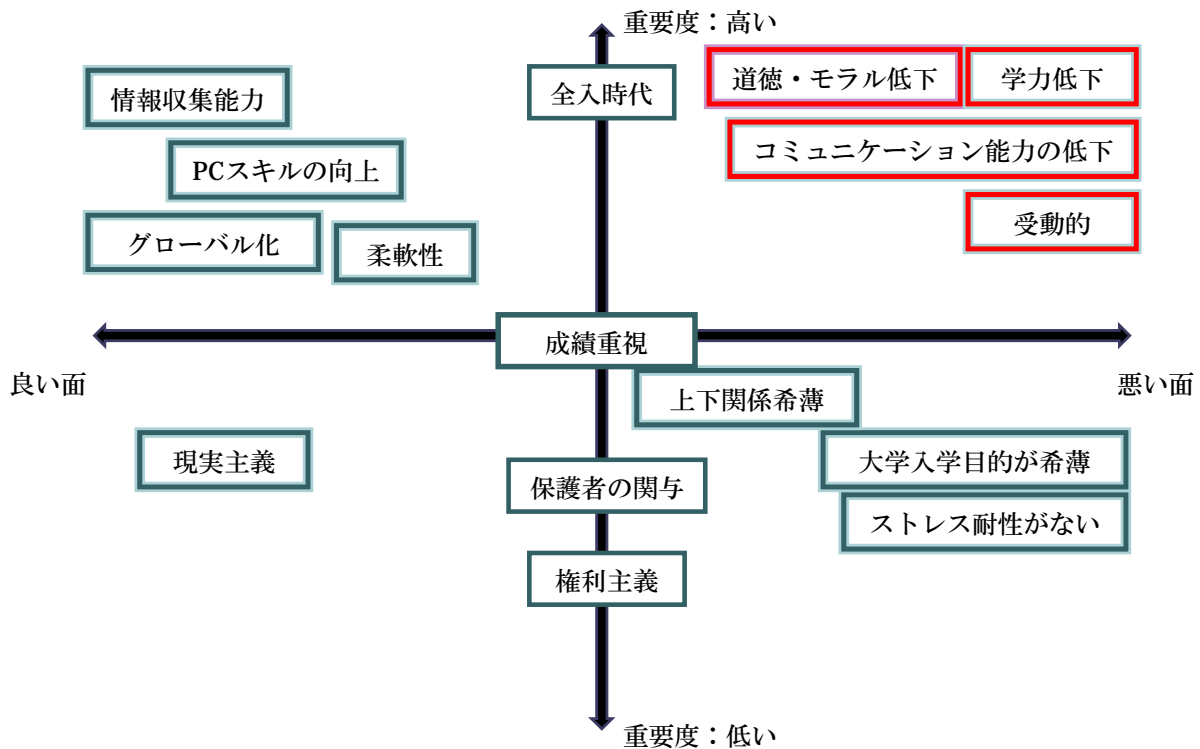 重要度：高い
道徳・モラル低下
学力低下
情報収集能力
全入時代
コミュニケーション能力の低下
PCスキルの向上
受動的
グローバル化
柔軟性
成績重視
良い面
悪い面
上下関係希薄
現実主義
大学入学目的が希薄
保護者の関与
ストレス耐性がない
権利主義
重要度：低い